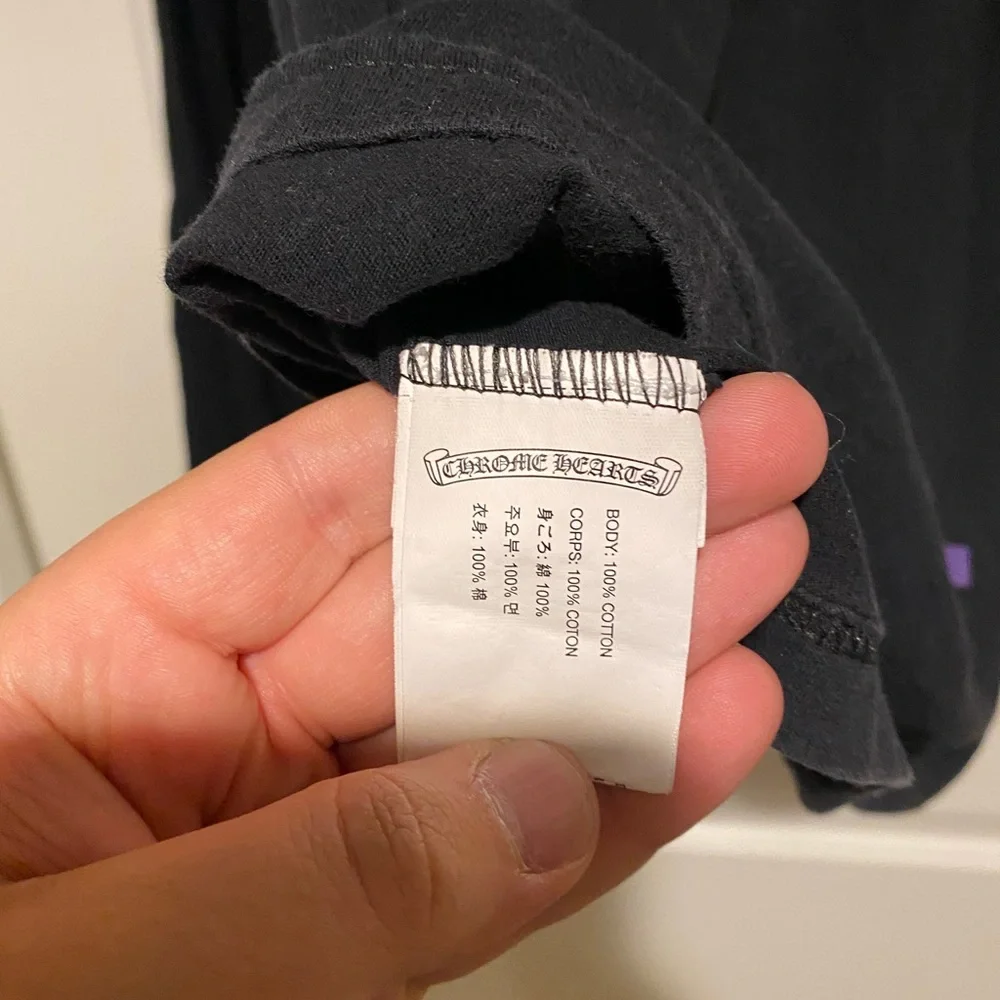 CHROME HEARTS
BODY: 100% COTTON
CORPS: 100% COTON
身ごろ: 綿 100%
주요부: 100% 면
衣身: 100% 棉